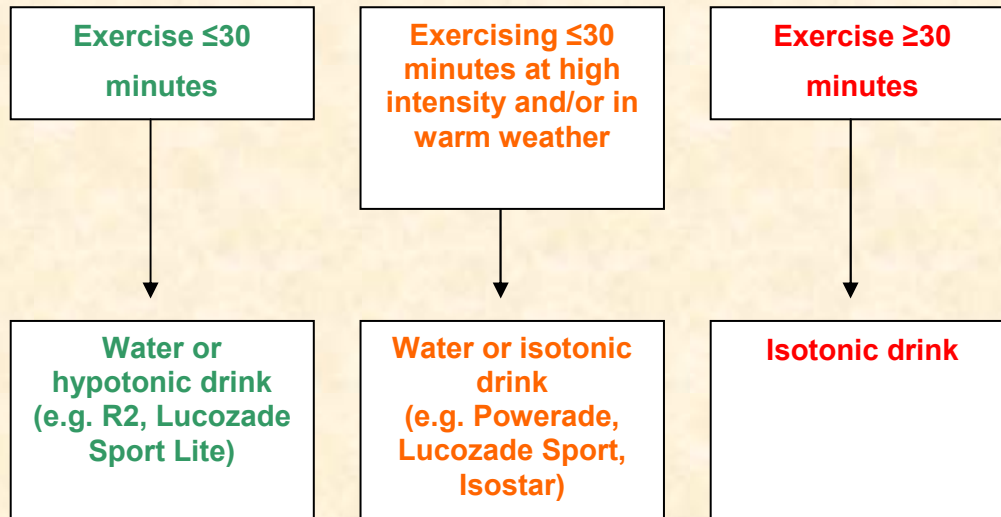 Exercise ≤30
minutes
Exercising ≤30
minutes at high
intensity and/or in
warm weather
Exercise ≥30
minutes
Water or
hypotonic drink
(e.g. R2, Lucozade
Sport Lite)
Water or isotonic
drink
(e.g. Powerade,
Lucozade Sport,
Isostar)
Isotonic drink